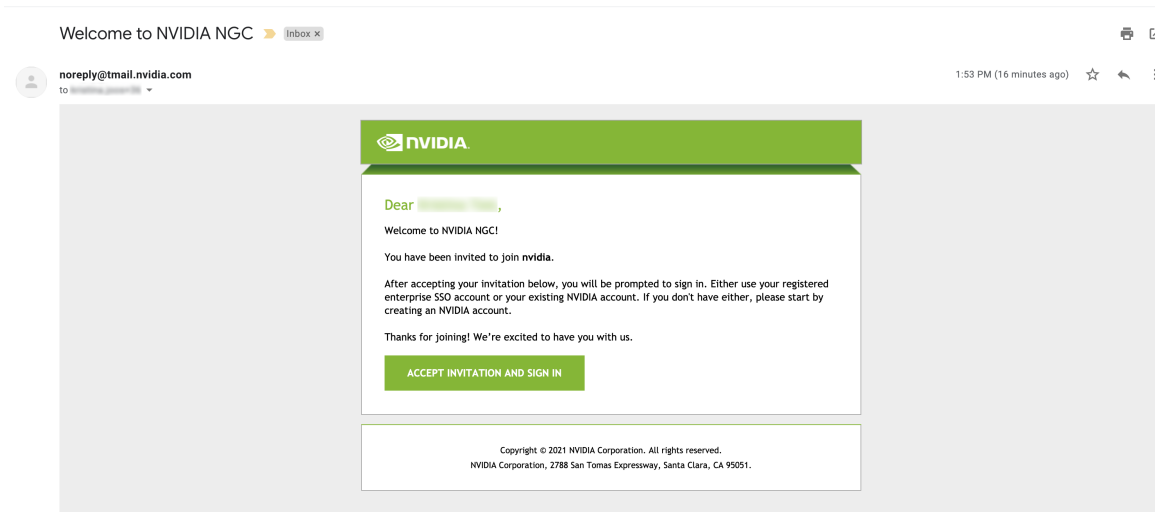 Welcome to NVIDIA NGC
Inbox ×
noreply@tmail.nvidia.com
1:53 PM (16 minutes ago)
to
NVIDIA.
Dear ,
Welcome to NVIDIA NGC!
You have been invited to join nvidia.
After accepting your invitation below, you will be prompted to sign in. Either use your registered
enterprise SSO account or your existing NVIDIA account. If you don't have either, please start by
creating an NVIDIA account.
Thanks for joining! We're excited to have you with us.
ACCEPT INVITATION AND SIGN IN
Copyright © 2021 NVIDIA Corporation. All rights reserved.
NVIDIA Corporation, 2788 San Tomas Expressway, Santa Clara, CA 95051.